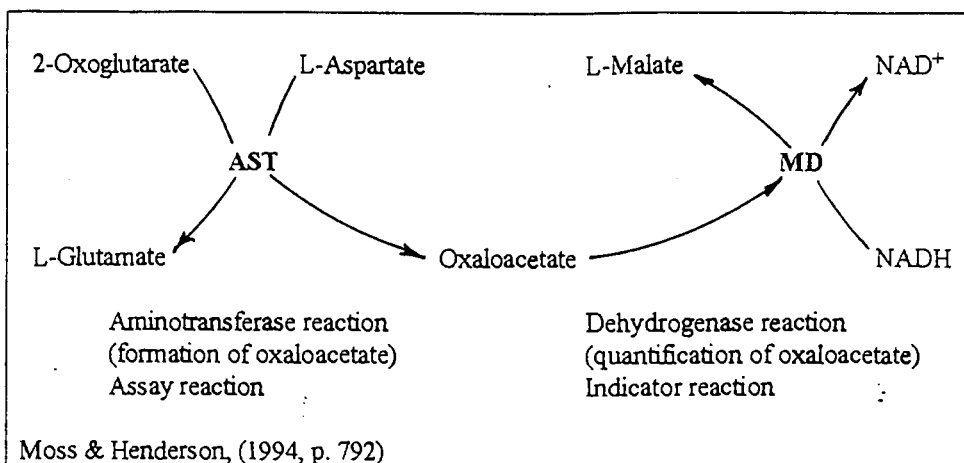 2-Oxoglutarate L-Aspartate L-Malate NAD+
AST MD
L-Glutamate Oxaloacetate NADH
Aminotransferase reaction Dehydrogenase reaction
(formation of oxaloacetate) (quantification of oxaloacetate)
Assay reaction Indicator reaction
Moss & Henderson, (1994, p. 792)